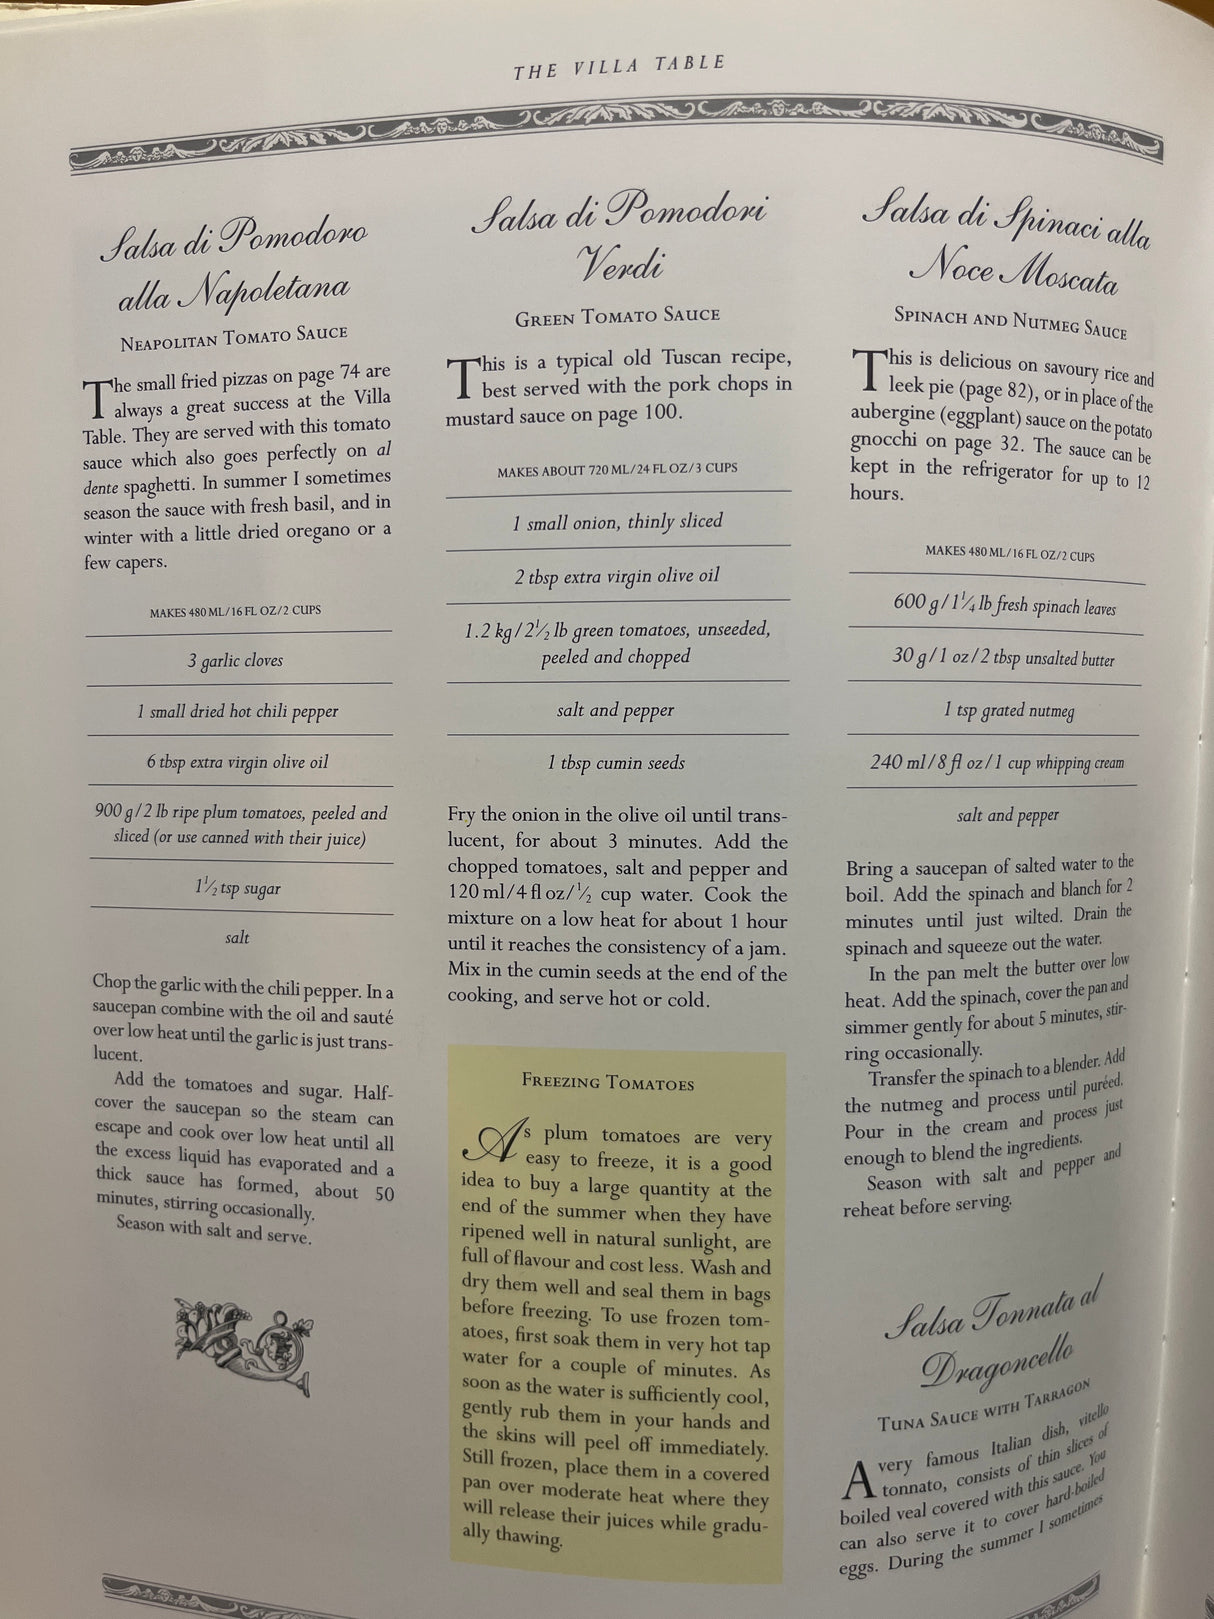 THE VILLA TABLE
Salsa di Pomodoro
alla Napoletana
NEAPOLITAN TOMATO SAUCE
The small fried pizzas on page 74 are
always a great success at the Villa
Table. They are served with this tomato
sauce which also goes perfectly on al
dente spaghetti. In summer I sometimes
season the sauce with fresh basil, and in
winter with a little dried oregano or a
few capers.
MAKES 480 ML/16 FL OZ/2 CUPS
3 garlic cloves
1 small dried hot chili pepper
6 tbsp extra virgin olive oil
900 g/2 lb ripe plum tomatoes, peeled and
sliced (or use canned with their juice)
1½ tsp sugar
salt
Chop the garlic with the chili pepper. In a
saucepan combine with the oil and sauté
over low heat until the garlic is just trans-
lucent.
Add the tomatoes and sugar. Half-
cover the saucepan so the steam can
escape and cook over low heat until all
the excess liquid has evaporated and a
thick sauce has formed, about 50
minutes, stirring occasionally.
Season with salt and serve.
Salsa di Pomodori
Verdi
GREEN TOMATO SAUCE
This is a typical old Tuscan recipe,
best served with the pork chops in
mustard sauce on page 100.
MAKES ABOUT 720 ML/24 FL OZ/3 CUPS
1 small onion, thinly sliced
2 tbsp extra virgin olive oil
1.2 kg/2½ lb green tomatoes, unseeded,
peeled and chopped
salt and pepper
1 tbsp cumin seeds
Fry the onion in the olive oil until trans-
lucent, for about 3 minutes. Add the
chopped tomatoes, salt and pepper and
120 ml/4 fl oz/½ cup water. Cook the
mixture on a low heat for about 1 hour
until it reaches the consistency of a jam.
Mix in the cumin seeds at the end of the
cooking, and serve hot or cold.
FREEZING TOMATOES
As plum tomatoes are very
easy to freeze, it is a good
idea to buy a large quantity at the
end of the summer when they have
ripened well in natural sunlight, are
full of flavour and cost less. Wash and
dry them well and seal them in bags
before freezing. To use frozen tom-
atoes, first soak them in very hot tap
water for a couple of minutes. As
soon as the water is sufficiently cool,
gently rub them in your hands and
the skins will peel off immediately.
Still frozen, place them in a covered
pan over moderate heat where they
will release their juices while gradu-
ally thawing.
Salsa di Spinaci alla
Noce Moscata
SPINACH AND NUTMEG SAUCE
This is delicious on savoury rice and
leek pie (page 82), or in place of the
aubergine (eggplant) sauce on the potato
gnocchi on page 32. The sauce can be
kept in the refrigerator for up to 12
hours.
MAKES 480 ML/16 FL OZ/2 CUPS
600 g/1¼ lb fresh spinach leaves
30 g/1 oz/2 tbsp unsalted butter
1 tsp grated nutmeg
240 ml/8 fl oz/1 cup whipping cream
salt and pepper
Bring a saucepan of salted water to the
boil. Add the spinach and blanch for 2
minutes until just wilted. Drain the
spinach and squeeze out the water.
In the pan melt the butter over low
heat. Add the spinach, cover the pan and
simmer gently for about 5 minutes, stir-
ring occasionally.
Transfer the spinach to a blender. Add
the nutmeg and process until puréed.
Pour in the cream and process just
enough to blend the ingredients.
Season with salt and pepper and
reheat before serving.
Salsa Tonnata al
Dragoncello
TUNA SAUCE WITH TARRAGON
A very famous Italian dish, vitello
tonnato, consists of thin slices of
boiled veal covered with this sauce. You
can also serve it to cover hard-boiled
eggs. During the summer I sometimes